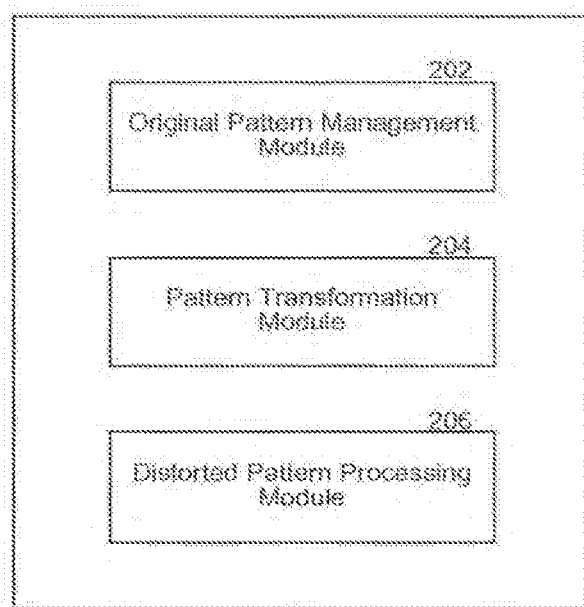 202
Original Pattern Management
Module
204
Pattern Transformation
Module
206
Distorted Pattern Processing
Module